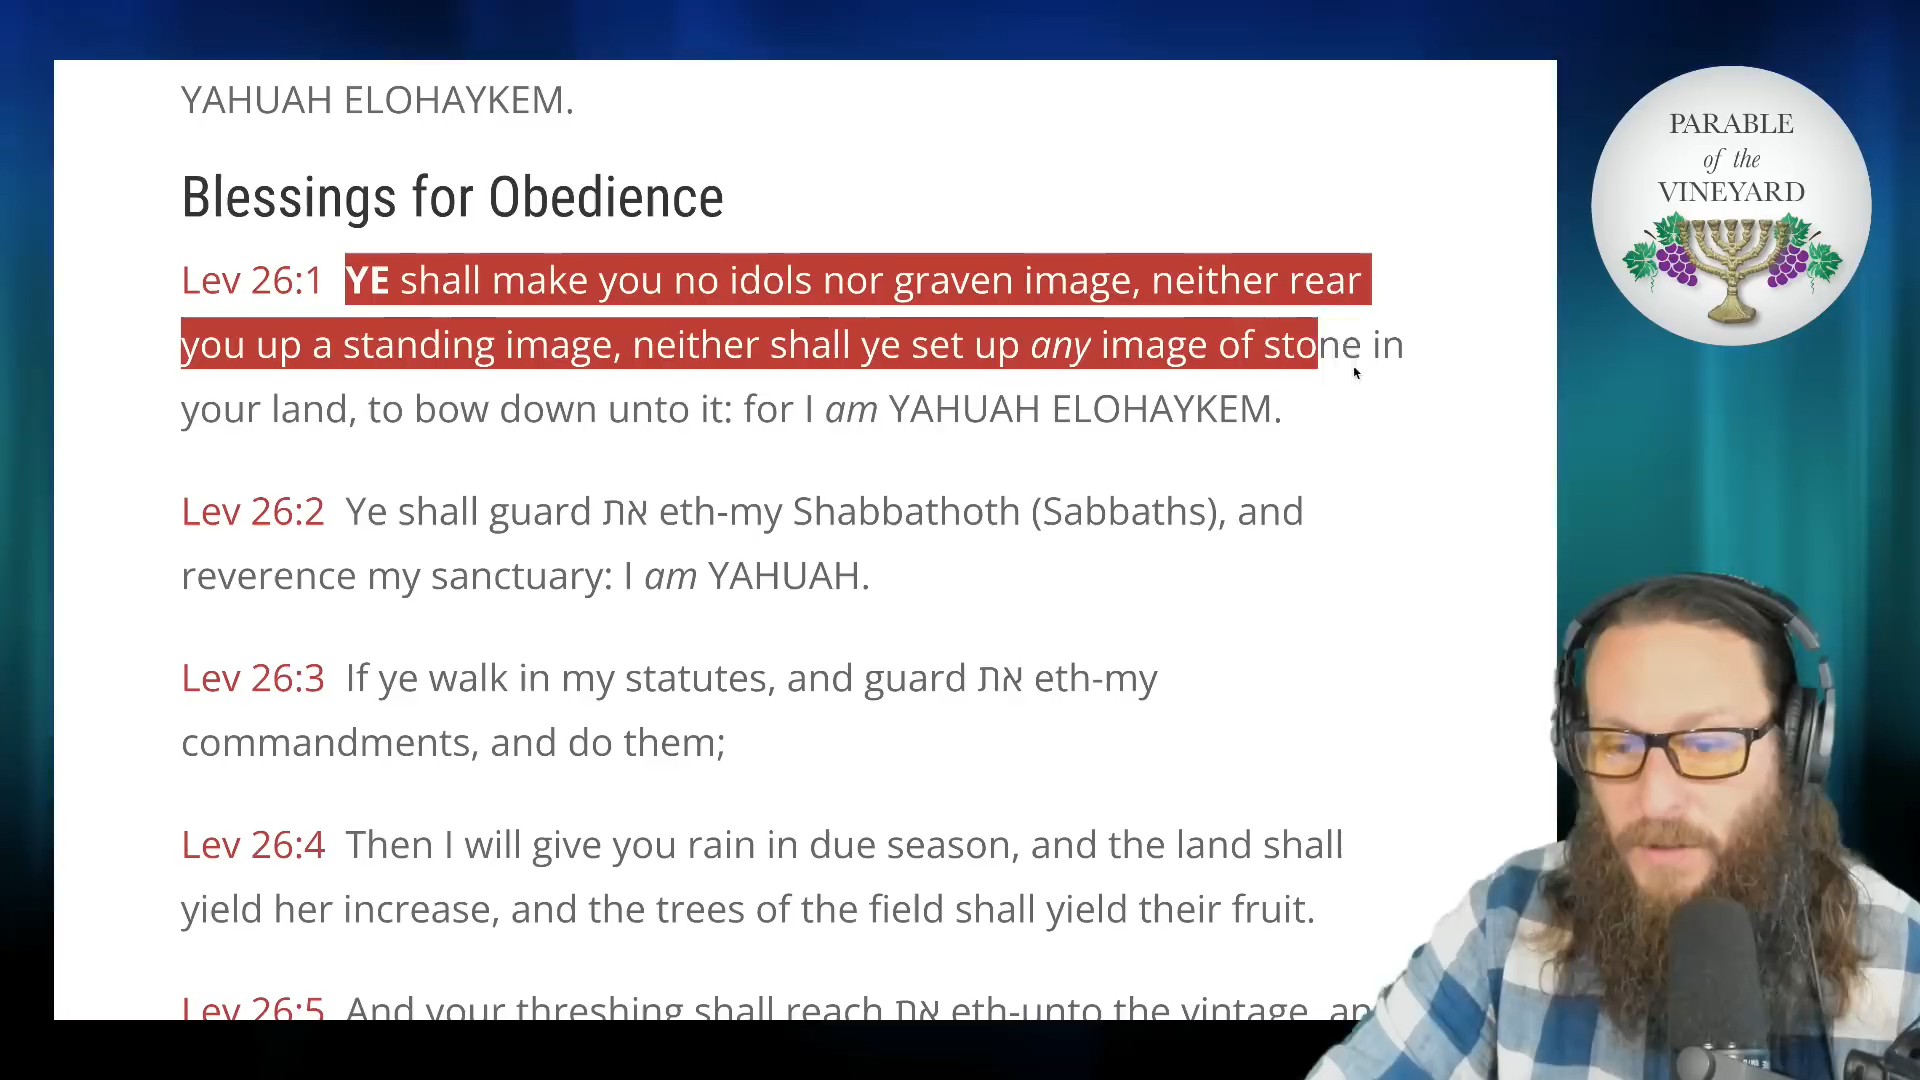 YAHUAH ELOHAYKEM.
Blessings for Obedience
Lev 26:1 YE shall make you no idols nor graven image, neither rear
you up a standing image, neither shall ye set up any image of stone in
your land, to bow down unto it: for I am YAHUAH ELOHAYKEM.
Lev 26:2 Ye shall guard את eth-my Shabbathoth (Sabbaths), and
reverence my sanctuary: I am YAHUAH.
Lev 26:3 If ye walk in my statutes, and guard את eth-my
commandments, and do them;
Lev 26:4 Then I will give you rain in due season, and the land shall
yield her increase, and the trees of the field shall yield their fruit.
Lev 26:5 And your threshing shall reach את eth-unto the vintage,
PARABLE
of the
VINEYARD